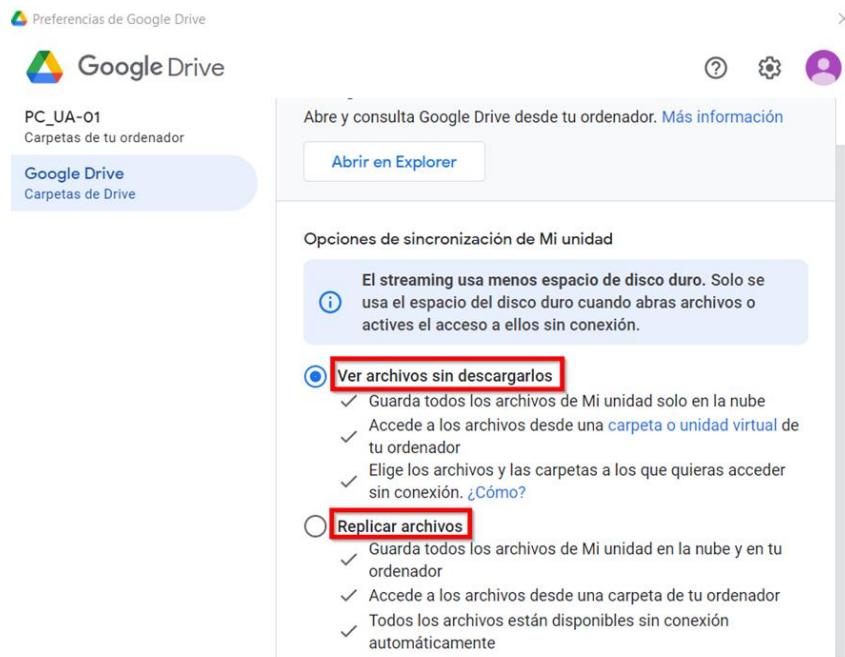 Preferencias de Google Drive
Google Drive
PC_UA-01
Carpetas de tu ordenador
Google Drive
Carpetas de Drive
Abre y consulta Google Drive desde tu ordenador. Más información
Abrir en Explorer
Opciones de sincronización de Mi unidad
El streaming usa menos espacio de disco duro. Solo se
usa el espacio del disco duro cuando abras archivos o
actives el acceso a ellos sin conexión.
Ver archivos sin descargarlos
Guarda todos los archivos de Mi unidad solo en la nube
Accede a los archivos desde una carpeta o unidad virtual de
tu ordenador
Elige los archivos y las carpetas a los que quieras acceder
sin conexión. ¿Cómo?
Replicar archivos
Guarda todos los archivos de Mi unidad en la nube y en tu
ordenador
Accede a los archivos desde una carpeta de tu ordenador
Todos los archivos están disponibles sin conexión
automáticamente